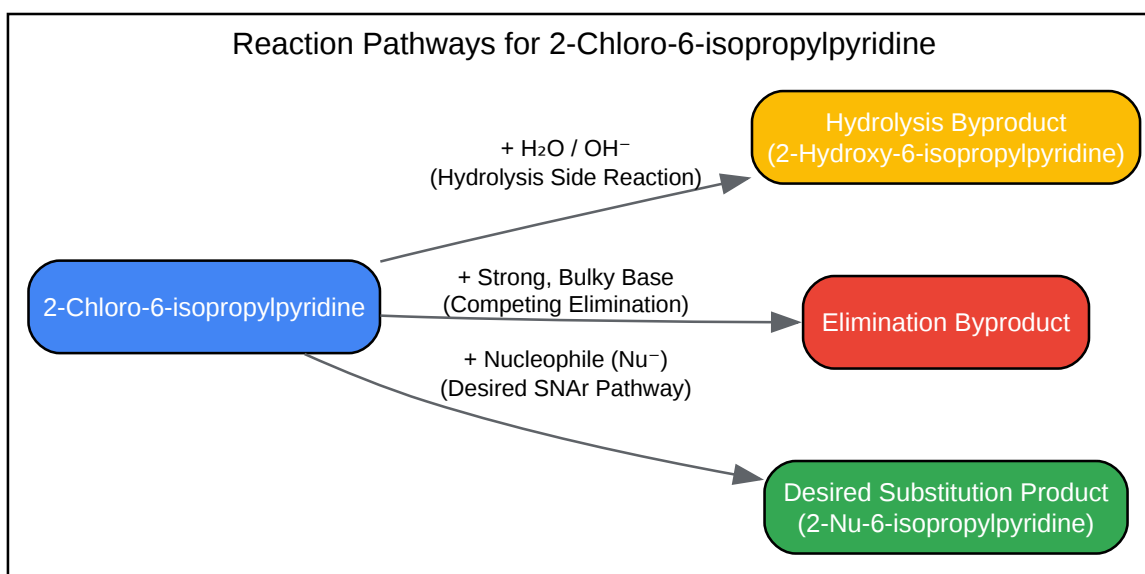 Reaction Pathways for 2-Chloro-6-isopropylpyridine
Hydrolysis Byproduct
(2-Hydroxy-6-isopropylpyridine)
+ H₂O / OH⁻
(Hydrolysis Side Reaction)
2-Chloro-6-isopropylpyridine
+ Strong, Bulky Base
(Competing Elimination)
Elimination Byproduct
+ Nucleophile (Nu⁻)
(Desired SNAr Pathway)
Desired Substitution Product
(2-Nu-6-isopropylpyridine)